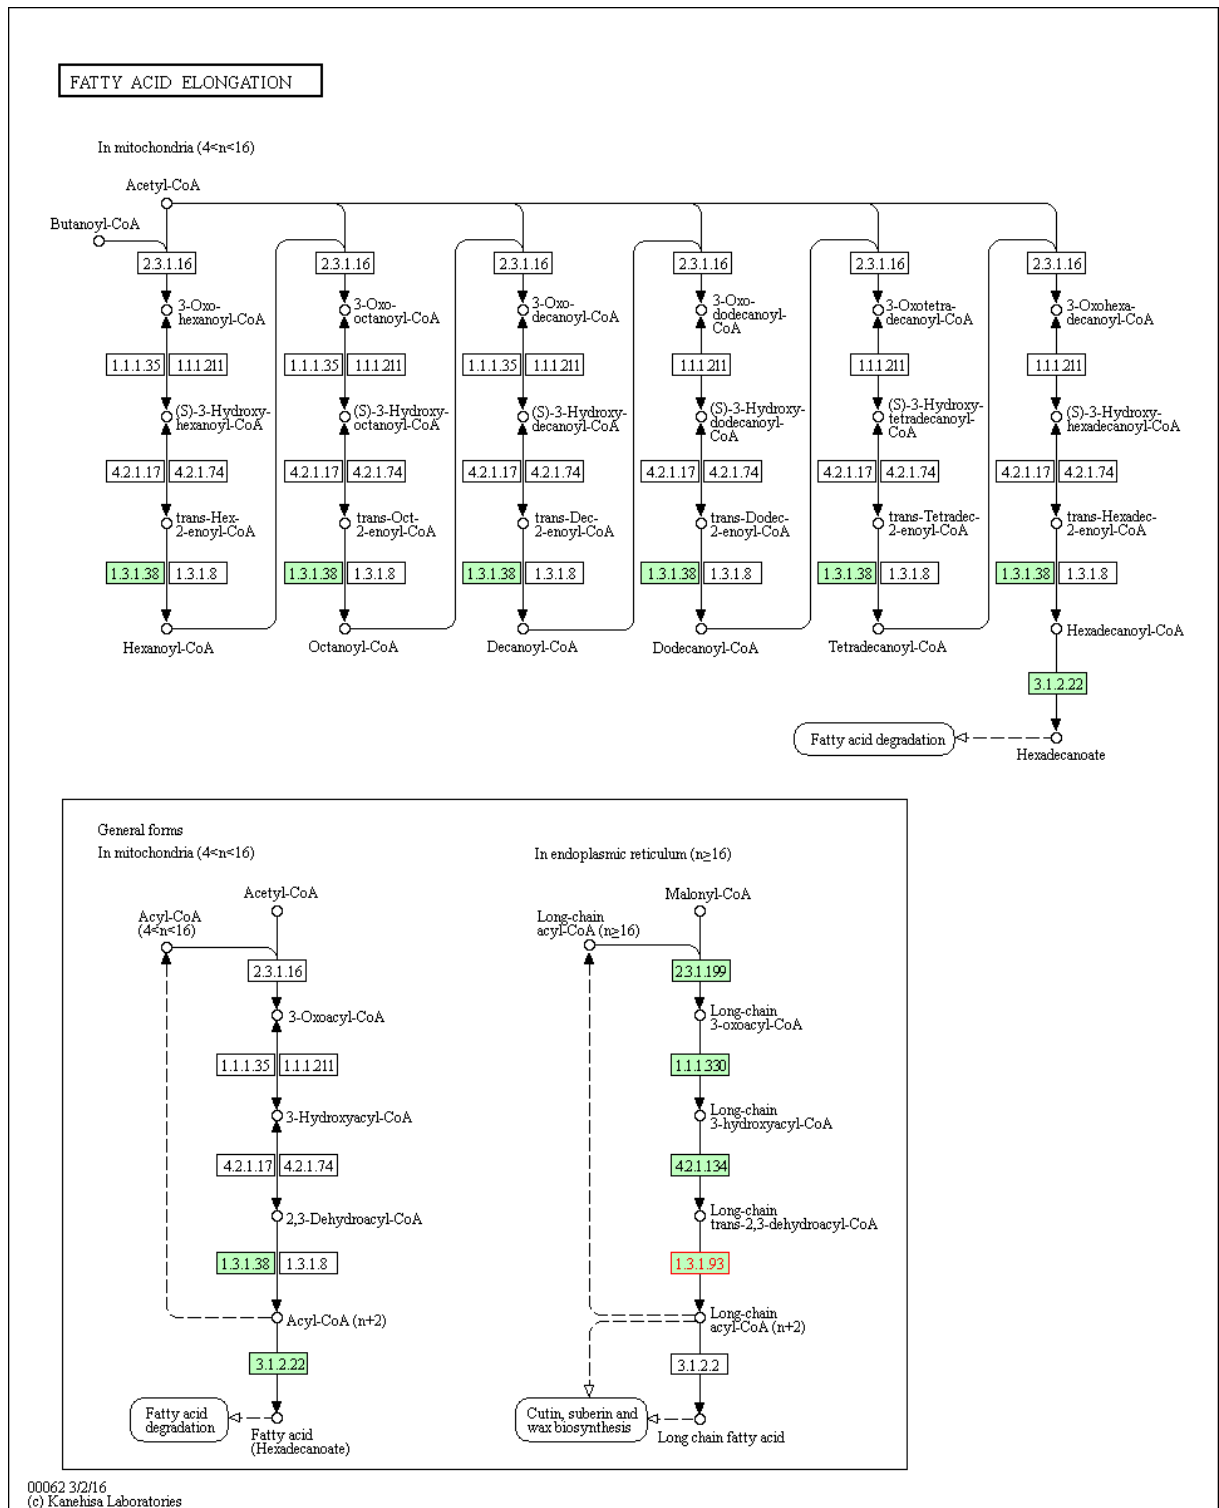 FATTY ACID ELONGATION
In mitochondria (4<n<16)
Acetyl-CoA
Butanoyl-CoA
2.3.1.16 2.3.1.16 2.3.1.16 2.3.1.16 2.3.1.16 2.3.1.16
3-Oxo-
hexanoyl-CoA
3-Oxo-
octanoyl-CoA
3-Oxo-
decanoyl-CoA
3-Oxo-
dodecanoyl-
CoA
3-Oxotetra-
decanoyl-CoA
3-Oxohexa-
decanoyl-CoA
1.1.1.35 1.1.1.211 1.1.1.35 1.1.1.211 1.1.1.35 1.1.1.211 1.1.1.211 1.1.1.211 1.1.1.211
(S)-3-Hydroxy-
hexanoyl-CoA
(S)-3-Hydroxy-
octanoyl-CoA
(S)-3-Hydroxy-
decanoyl-CoA
(S)-3-Hydroxy-
dodecanoyl-
CoA
(S)-3-Hydroxy-
tetradecanoyl-
CoA
(S)-3-Hydroxy-
hexadecanoyl-CoA
4.2.1.17 4.2.1.74 4.2.1.17 4.2.1.74 4.2.1.17 4.2.1.74 4.2.1.17 4.2.1.74 4.2.1.17 4.2.1.74 4.2.1.17 4.2.1.74
trans-Hex-
2-enoyl-CoA
trans-Oct-
2-enoyl-CoA
trans-Dec-
2-enoyl-CoA
trans-Dodec-
2-enoyl-CoA
trans-Tetradec-
2-enoyl-CoA
trans-Hexadec-
2-enoyl-CoA
1.3.1.38 1.3.1.8 1.3.1.38 1.3.1.8 1.3.1.38 1.3.1.8 1.3.1.38 1.3.1.8 1.3.1.38 1.3.1.8 1.3.1.38 1.3.1.8
Hexanoyl-CoA
Octanoyl-CoA
Decanoyl-CoA
Dodecanoyl-CoA
Tetradecanoyl-CoA
Hexadecanoyl-CoA
3.1.2.22
Fatty acid degradation
Hexadecanoate
General forms
In mitochondria (4<n<16)
Acetyl-CoA
Acyl-CoA
(4<n<16)
2.3.1.16
3-Oxoacyl-CoA
1.1.1.35 1.1.1.211
3-Hydroxyacyl-CoA
4.2.1.17 4.2.1.74
2,3-Dehydroacyl-CoA
1.3.1.38 1.3.1.8
Acyl-CoA (n+2)
3.1.2.22
Fatty acid
degradation
Fatty acid
(Hexadecanoate)
In endoplasmic reticulum (n≥16)
Malonyl-CoA
Long-chain
acyl-CoA (n≥16)
2.3.1.199
Long-chain
3-oxoacyl-CoA
1.1.1.330
Long-chain
3-hydroxyacyl-CoA
4.2.1.134
Long-chain
trans-2,3-dehydroacyl-CoA
1.3.1.93
Long-chain
acyl-CoA (n+2)
3.1.2.2
Cutin, suberin and
wax biosynthesis
Long chain fatty acid
00062 3/2/16
(c) Kanehisa Laboratories